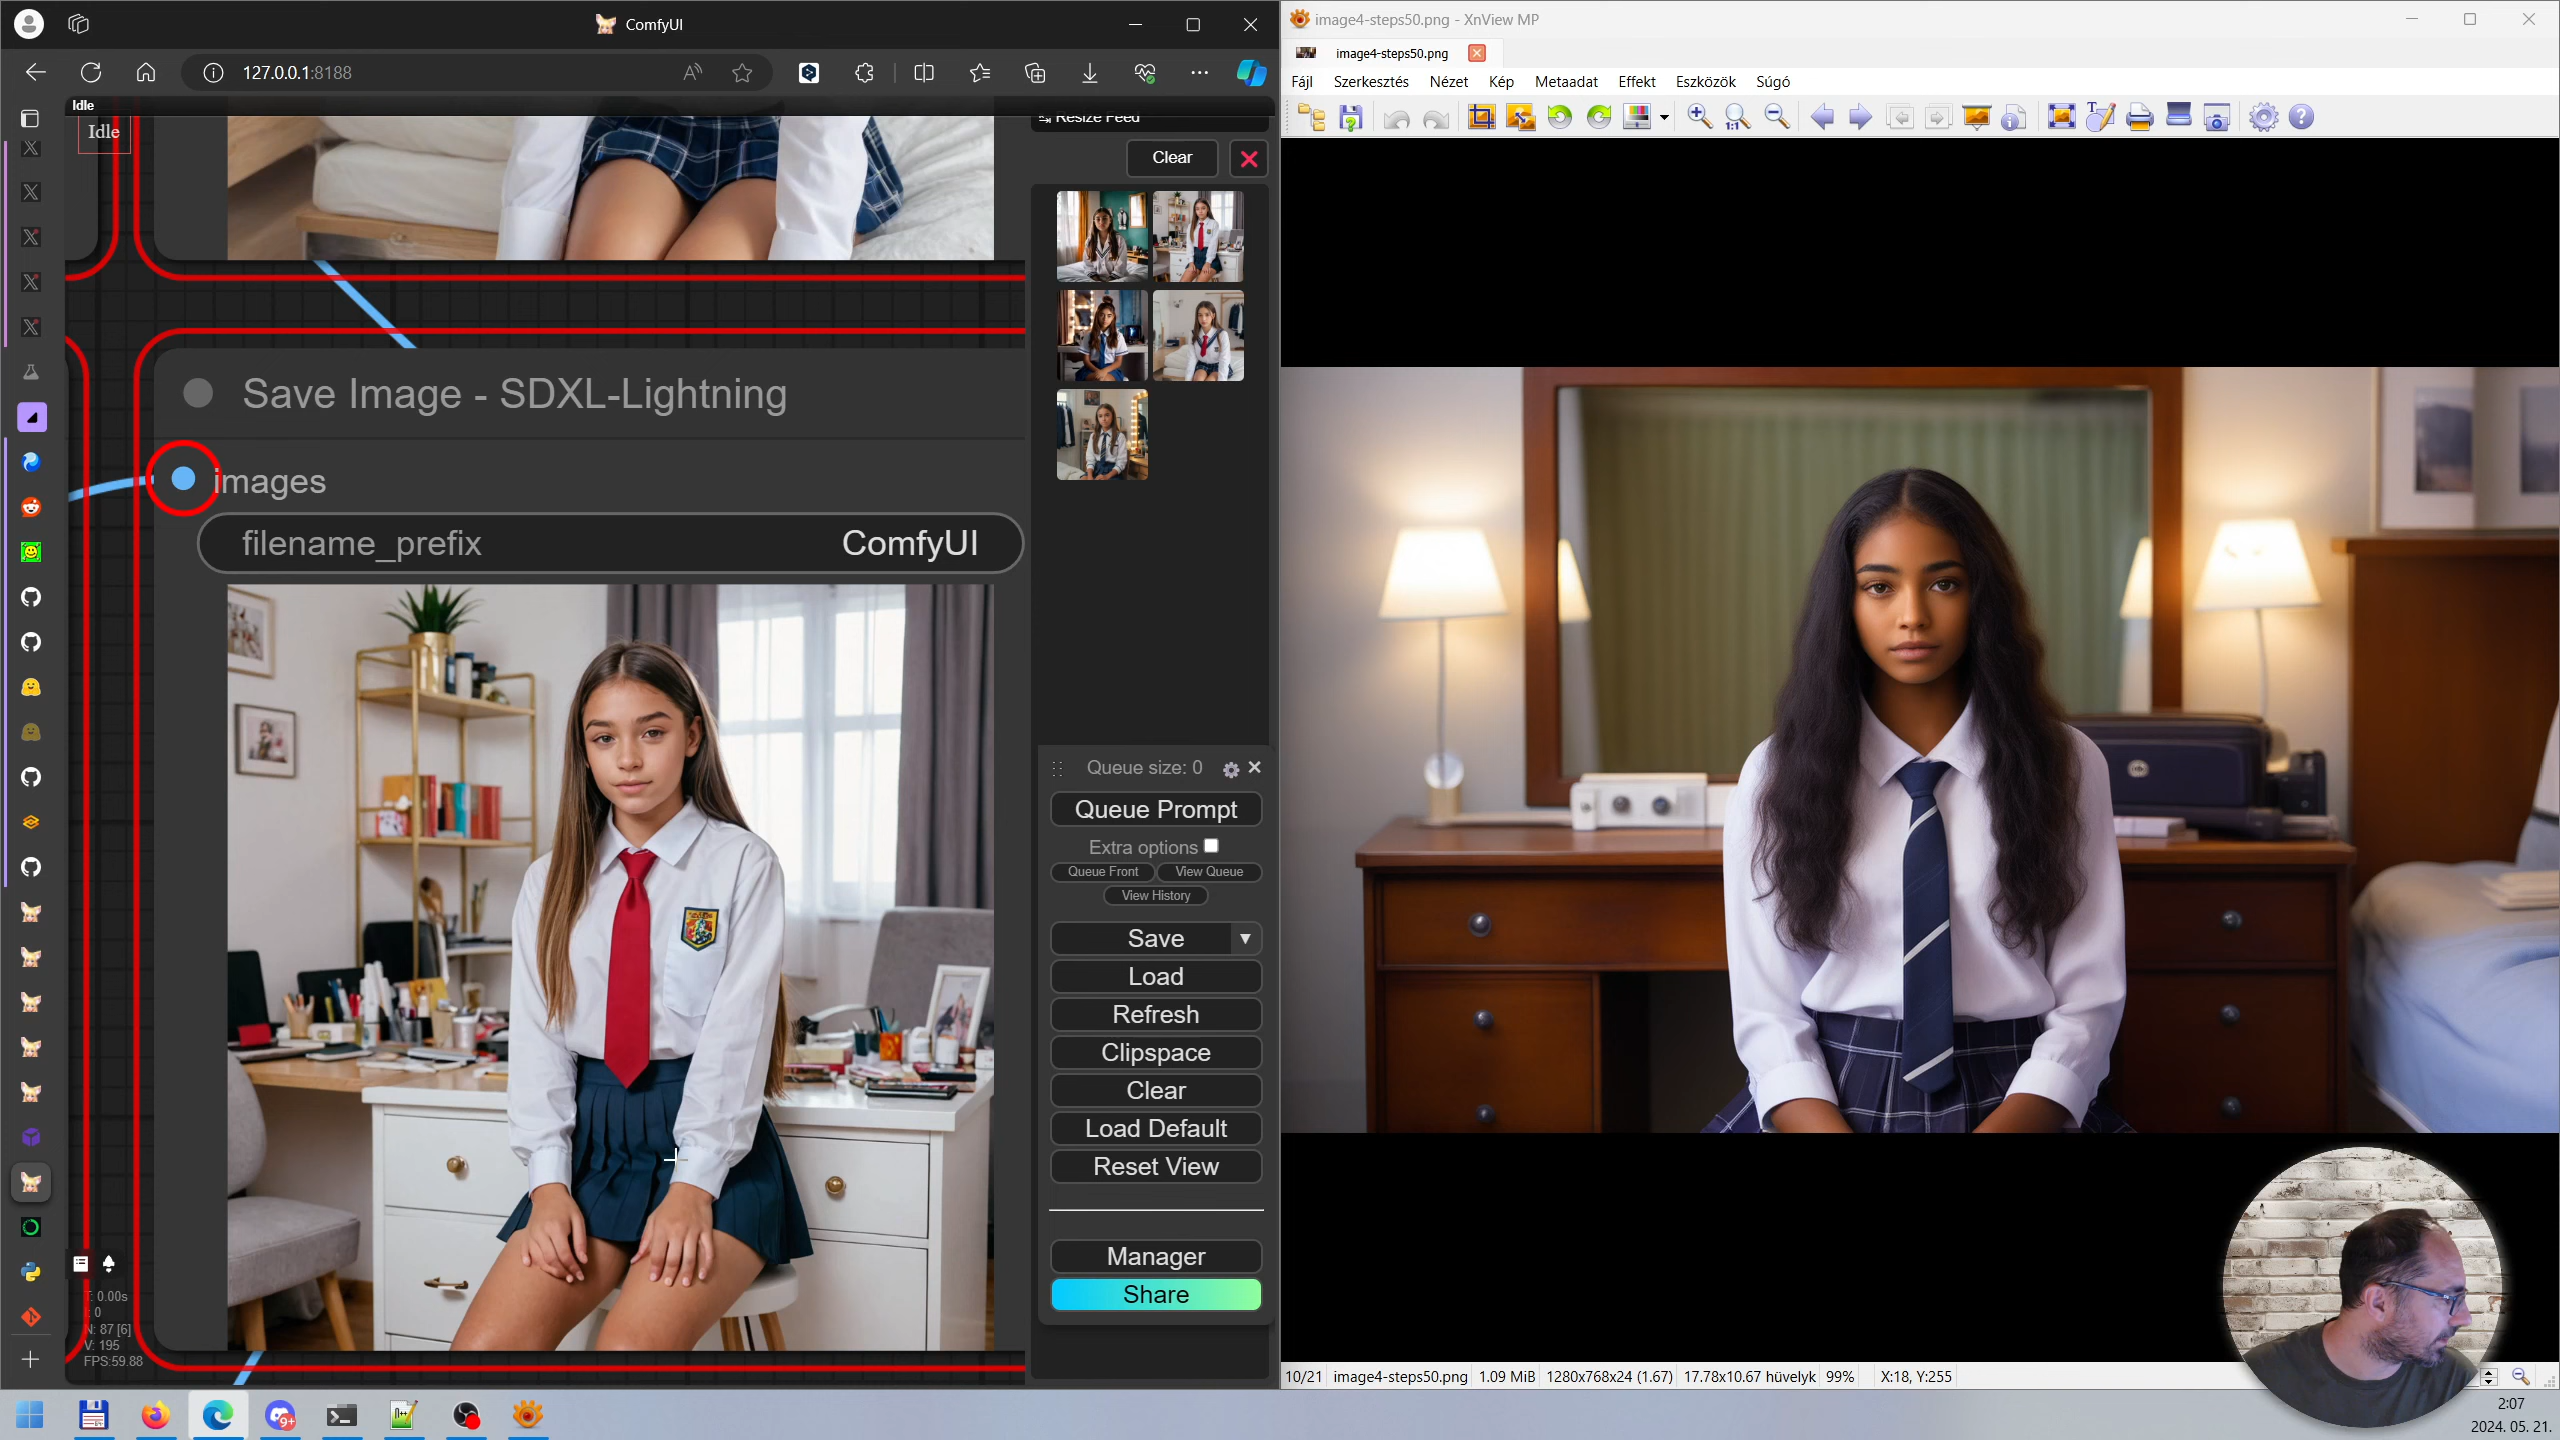 ComfyUI
127.0.0.1:8188
Idle
Idle
Resize Feed
Clear
Save Image - SDXL-Lightning
images
filename_prefix
ComfyUI
Queue size: 0
Queue Prompt
Extra options
Queue Front
View Queue
View History
Save
Load
Refresh
Clipspace
Clear
Load Default
Reset View
Manager
Share
T: 0.00s
I: 0
N: 87 [6]
V: 195
FPS:59.88
image4-steps50.png - XnView MP
image4-steps50.png
Fájl
Szerkesztés
Nézet
Kép
Metaadat
Effekt
Eszközök
Súgó
10/21
image4-steps50.png
1.09 MiB
1280x768x24 (1.67)
17.78x10.67 hüvelyk
99%
X:18, Y:255
9+
2:07
2024. 05. 21.